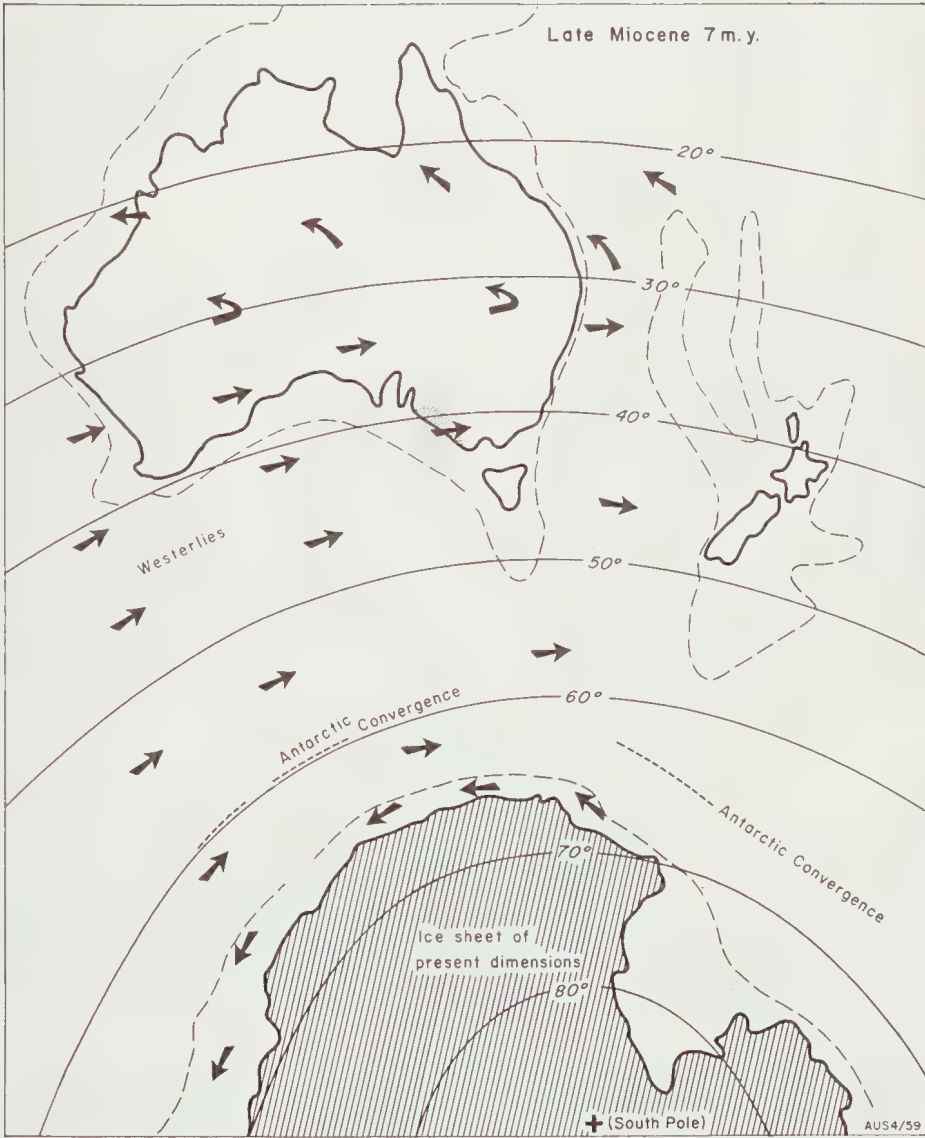 Late Miocene 7 m.y.
20°
30°
40°
Westerlies
50°
60°
Antarctic Convergence
Antarctic Convergence
70°
Ice sheet of
present dimensions
80°
(South Pole)
AUS4/59